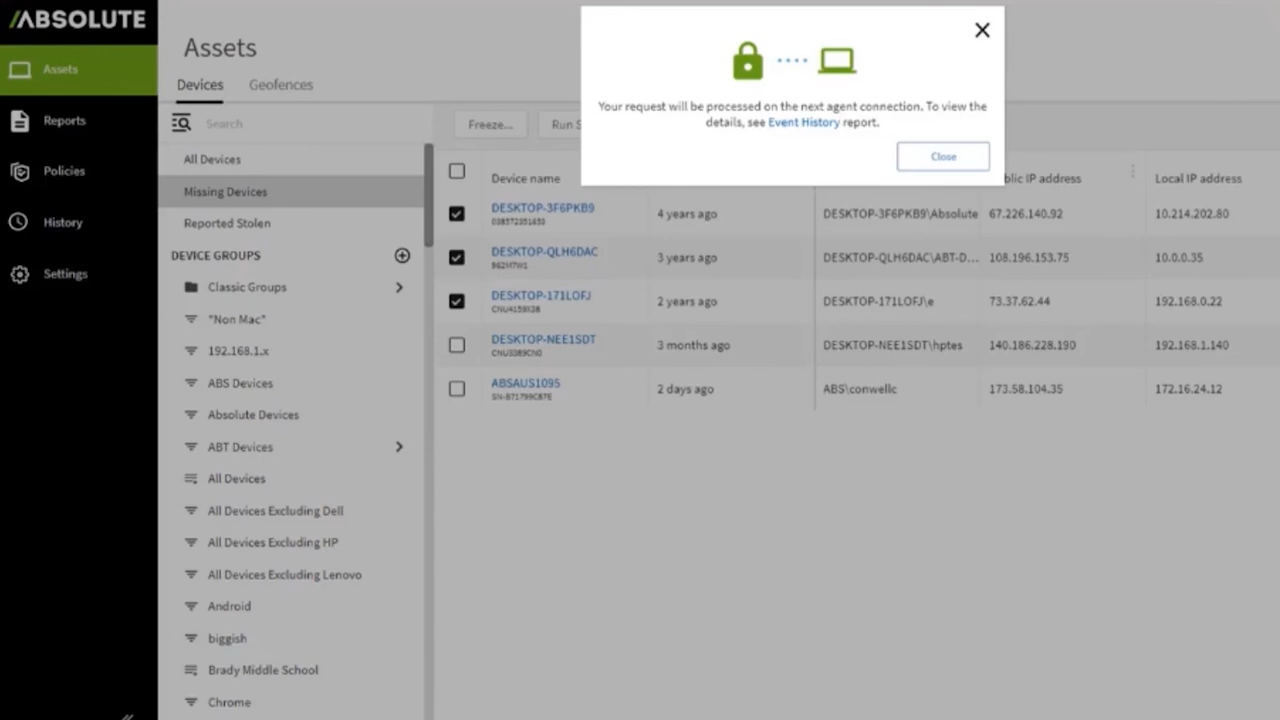 ABSOLUTE
Assets
Reports
Policies
History
Settings
Assets
Devices Geofences
Search
All Devices
Missing Devices
Reported Stolen
DEVICE GROUPS
Classic Groups
"Non Mac"
192.168.1.x
ABS Devices
Absolute Devices
ABT Devices
All Devices
All Devices Excluding Dell
All Devices Excluding HP
All Devices Excluding Lenovo
Android
biggish
Brady Middle School
Chrome
Your request will be processed on the next agent connection. To view the
details, see Event History report.
Close
Freeze... Run S
Device name blic IP address Local IP address
DESKTOP-3F6PKB9 4 years ago DESKTOP-3F6PKB9\Absolute 67.226.140.92 10.214.202.80
DESKTOP-QLH6DAC 3 years ago DESKTOP-QLH6DAC\ABT-D... 108.196.153.75 10.0.0.35
962M7W1
DESKTOP-171LOFJ 2 years ago DESKTOP-171LOFJ\e 73.37.62.44 192.168.0.22
DESKTOP-NEE1SDT 3 months ago DESKTOP-NEE1SDT\hptes 140.186.228.190 192.168.1.140
CNU3389CN0
ABSAUS1095 2 days ago ABS\conwellc 173.58.104.35 172.16.24.12